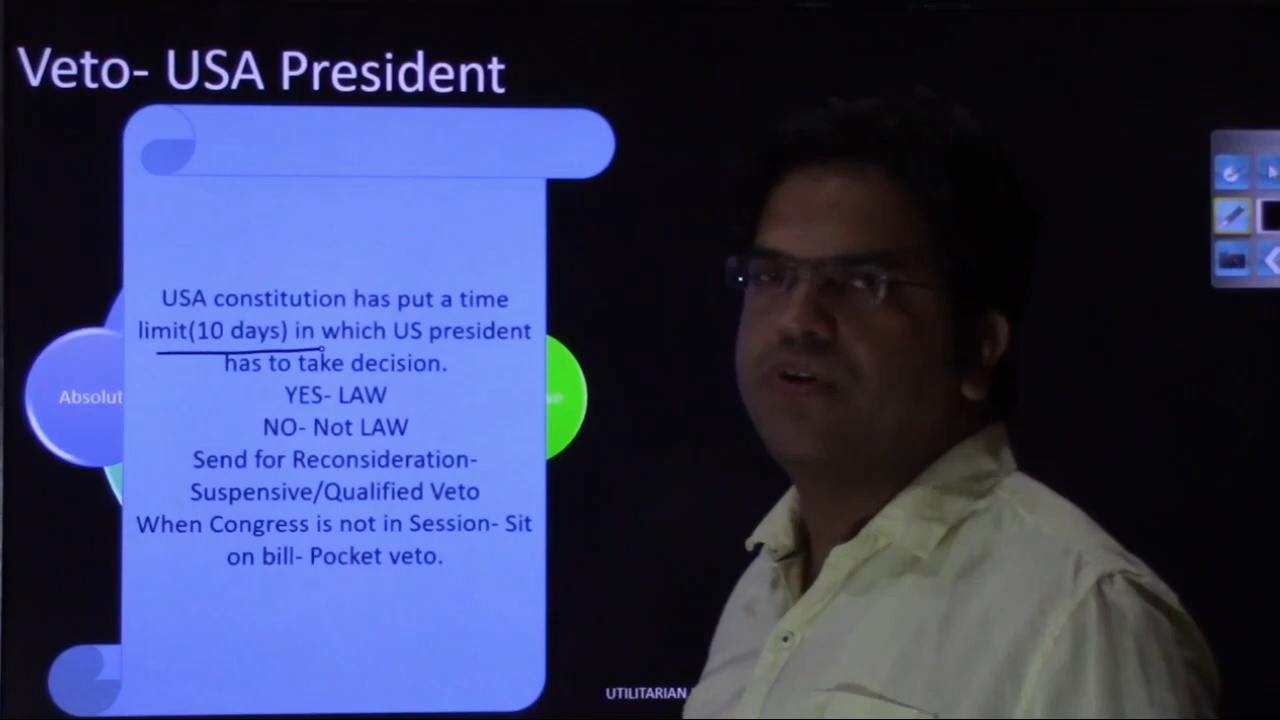 Veto- USA President
USA constitution has put a time
limit(10 days) in which US president
has to take decision.
YES- LAW
NO- Not LAW
Send for Reconsideration-
Suspensive/Qualified Veto
When Congress is not in Session- Sit
on bill- Pocket veto.
UTILITARIAN